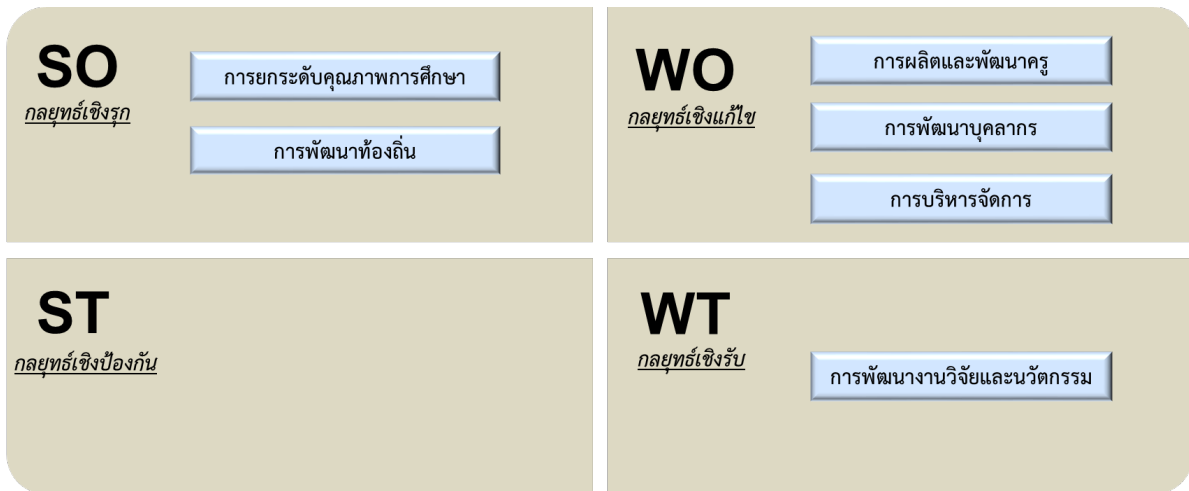 SO
กลยุทธ์เชิงรุก
การยกระดับคุณภาพการศึกษา
การพัฒนาท้องถิ่น
WO
กลยุทธ์เชิงแก้ไข
การผลิตและพัฒนาครู
การพัฒนาบุคลากร
การบริหารจัดการ
ST
กลยุทธ์เชิงป้องกัน
WT
กลยุทธ์เชิงรับ
การพัฒนางานวิจัยและนวัตกรรม